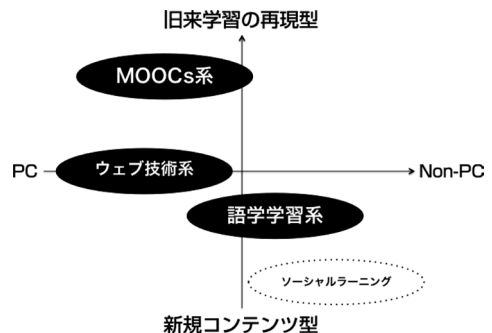 旧来学習の再現型
MOOCs系
PC
ウェブ技術系
Non-PC
語学学習系
ソーシャルラーニング
新規コンテンツ型